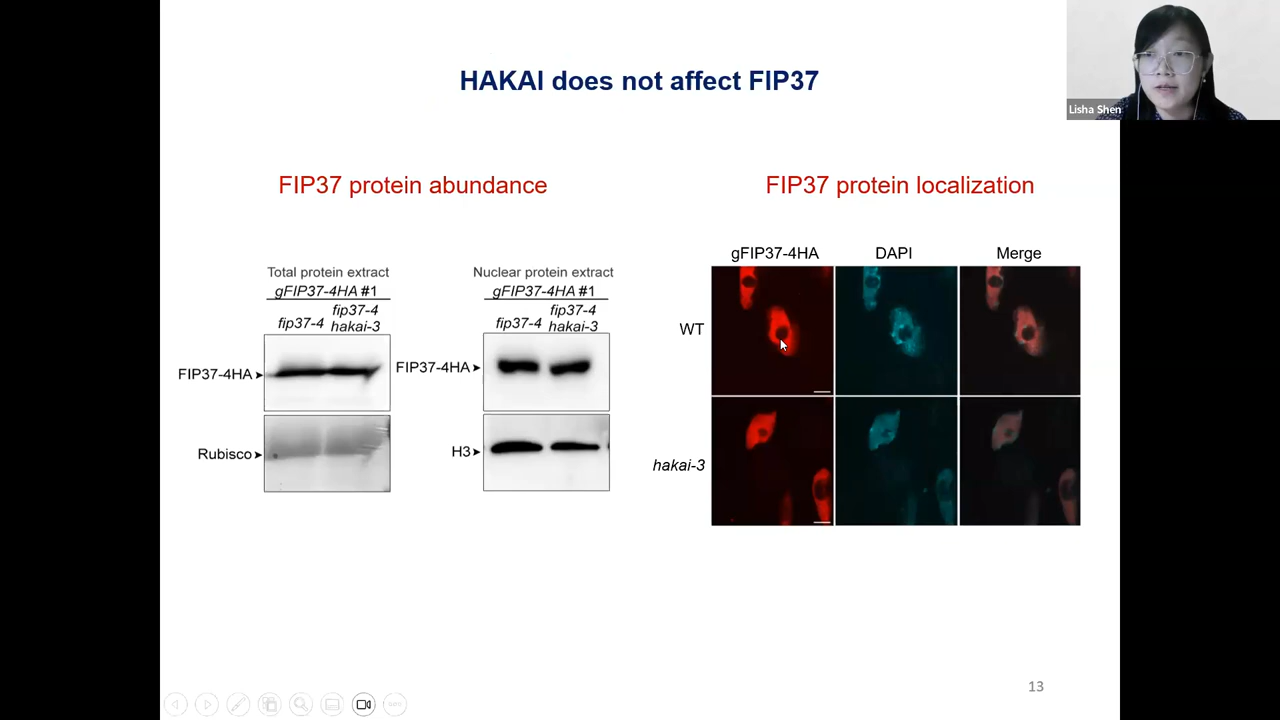 HAKAI does not affect FIP37
Lisha Shen
FIP37 protein abundance
FIP37 protein localization
Total protein extract
gFIP37-4HA #1
fip37-4
fip37-4
hakai-3
FIP37-4HA
Rubisco
Nuclear protein extract
gFIP37-4HA #1
fip37-4
fip37-4
hakai-3
FIP37-4HA
H3
gFIP37-4HA
DAPI
Merge
WT
hakai-3
13